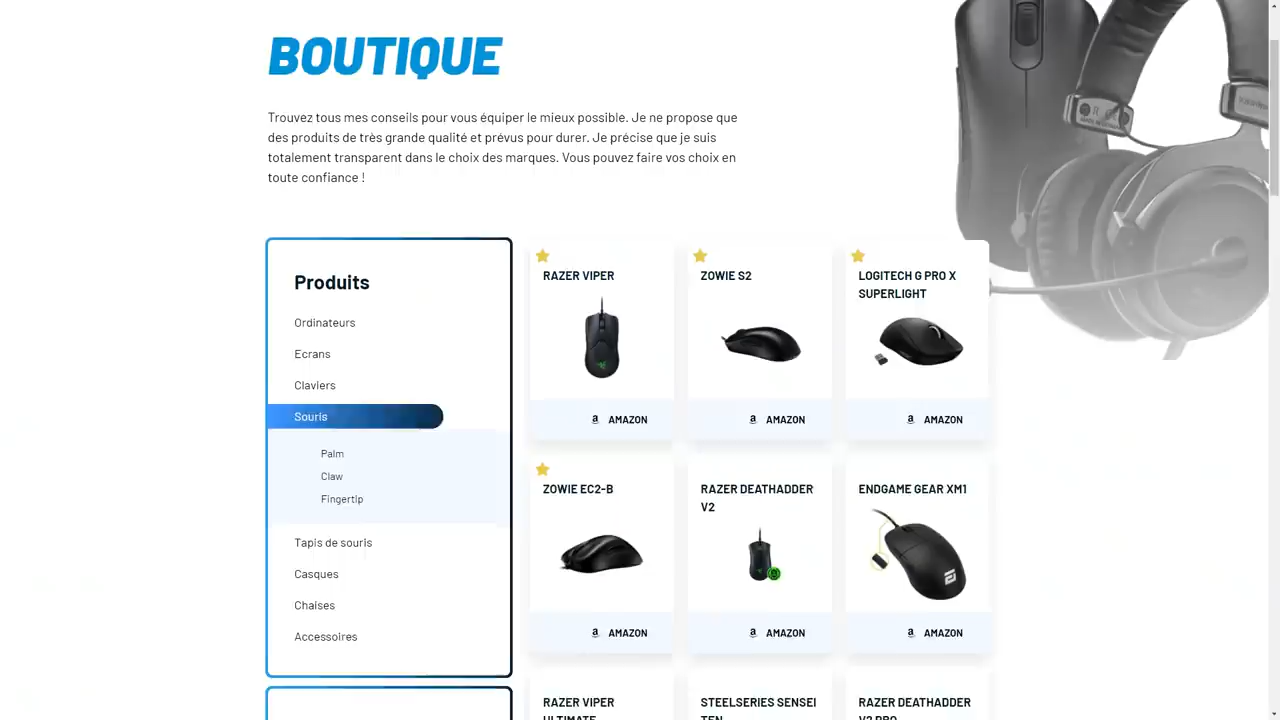 BOUTIQUE
Trouvez tous mes conseils pour vous équiper le mieux possible. Je ne propose que
des produits de très grande qualité et prévus pour durer. Je précise que je suis
totalement transparent dans le choix des marques. Vous pouvez faire vos choix en
toute confiance !
Produits
Ordinateurs
Ecrans
Claviers
Souris
Palm
Claw
Fingertip
Tapis de souris
Casques
Chaises
Accessoires
RAZER VIPER
AMAZON
ZOWIE S2
AMAZON
LOGITECH G PRO X
SUPERLIGHT
AMAZON
ZOWIE EC2-B
AMAZON
RAZER DEATHADDER
V2
AMAZON
ENDGAME GEAR XM1
AMAZON
RAZER VIPER
ULTIMATE
STEELSERIES SENSEI
TEN
RAZER DEATHADDER
V2 PRO